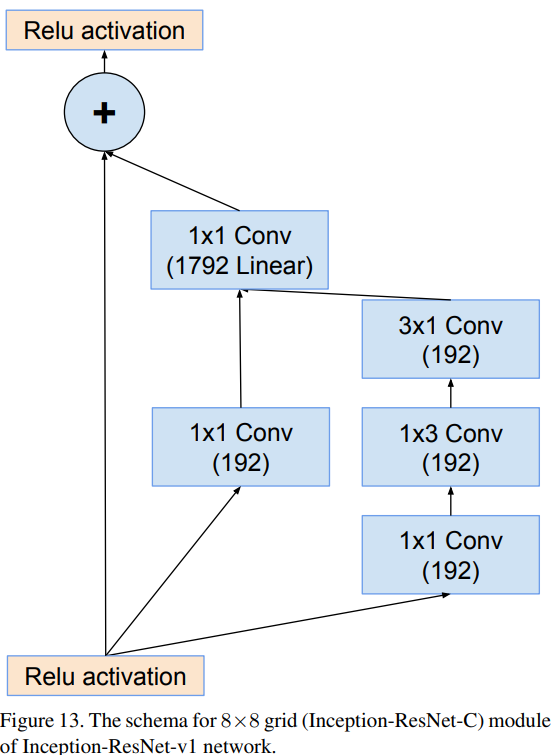 Relu activation
+
1x1 Conv
(1792 Linear)
3x1 Conv
(192)
1x1 Conv
(192)
1x3 Conv
(192)
1x1 Conv
(192)
Relu activation
Figure 13. The schema for 8×8 grid (Inception-ResNet-C) module
of Inception-ResNet-v1 network.